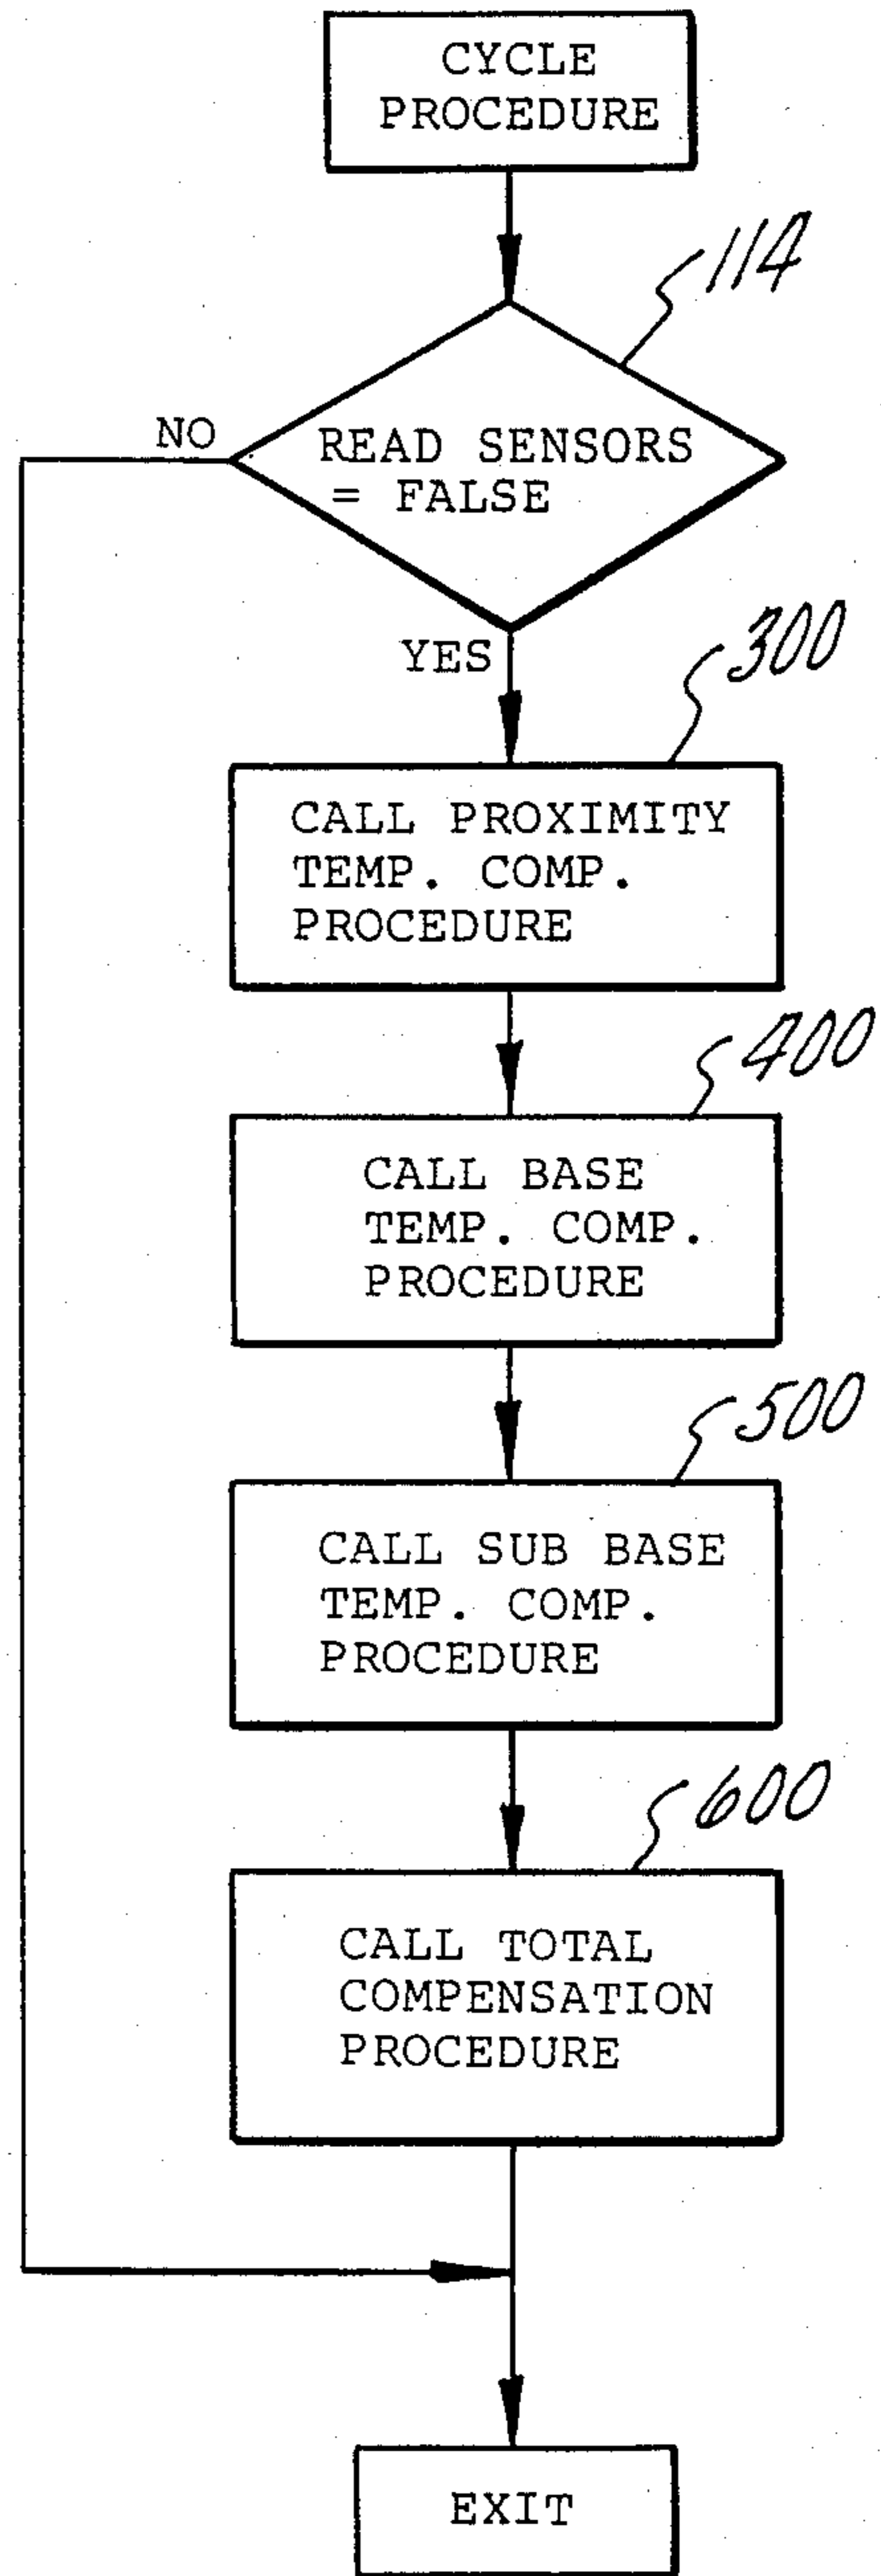 CYCLE
PROCEDURE
114
NO
READ SENSORS
= FALSE
YES
300
CALL PROXIMITY
TEMP. COMP.
PROCEDURE
400
CALL BASE
TEMP. COMP.
PROCEDURE
500
CALL SUB BASE
TEMP. COMP.
PROCEDURE
600
CALL TOTAL
COMPENSATION
PROCEDURE
EXIT